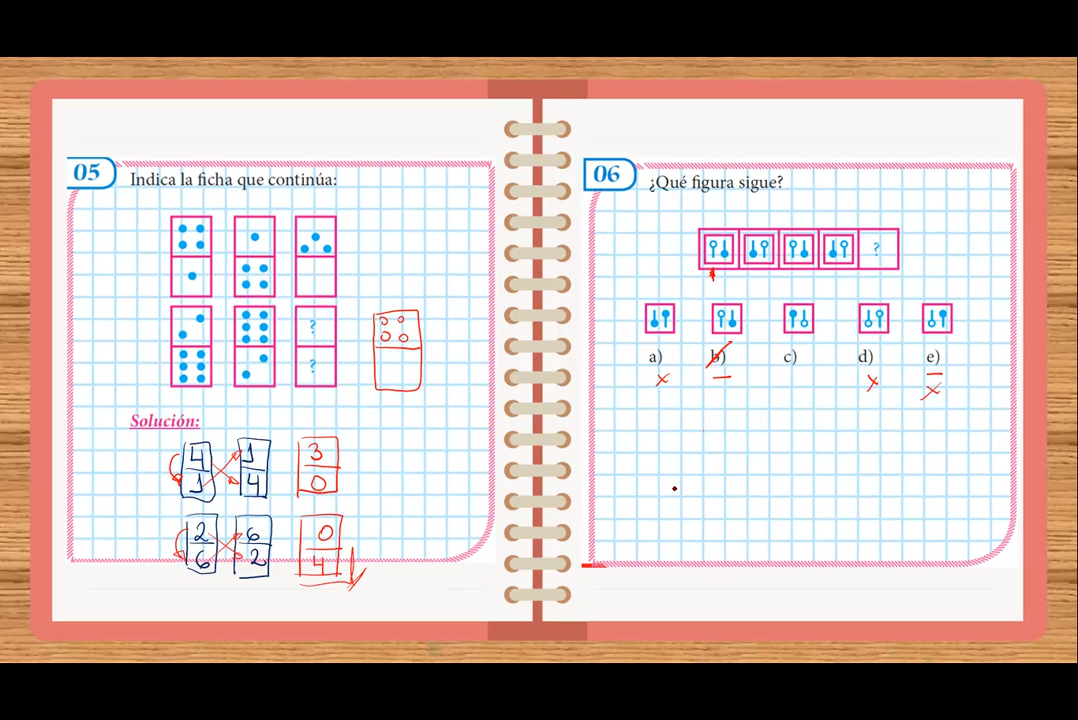 05
Indica la ficha que continúa:
?
?
Solución:
4 1 3
1 4 0
2 6 0
6 2 4
06
¿Qué figura sigue?
?
a) b) c) d) e)
x x x